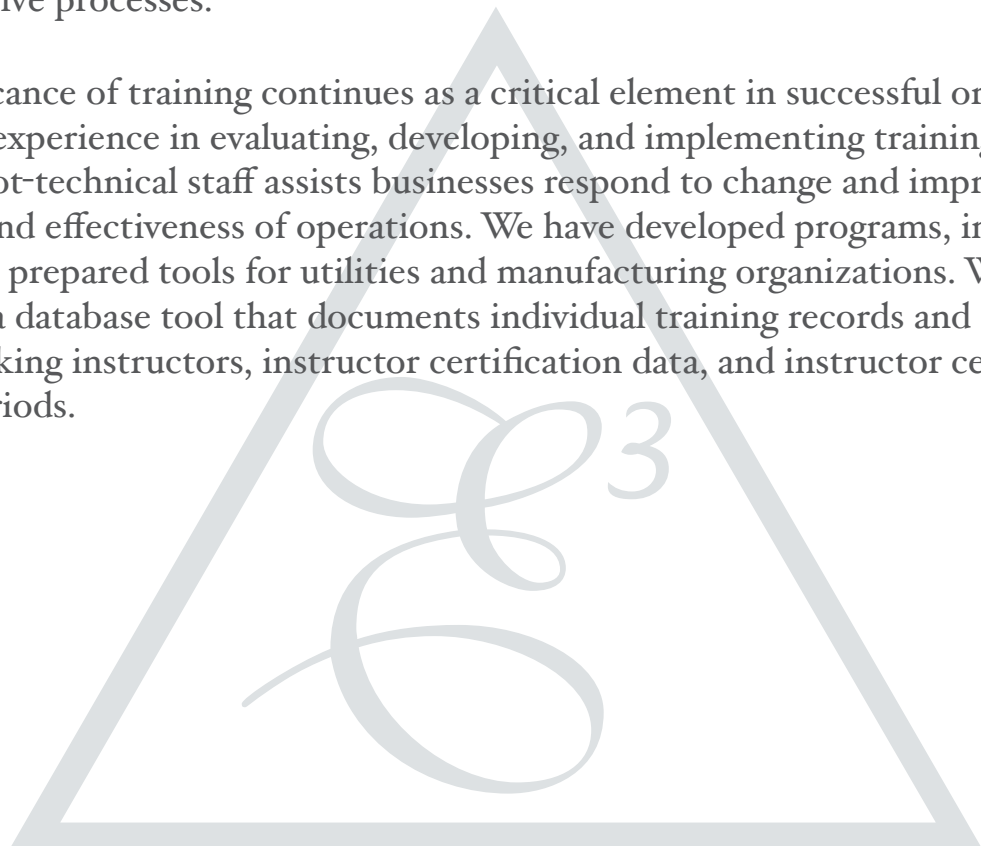 ive processes.
cance of training continues as a critical element in successful or
experience in evaluating, developing, and implementing training
ot-technical staff assists businesses respond to change and impr
nd effectiveness of operations. We have developed programs, in
prepared tools for utilities and manufacturing organizations. W
a database tool that documents individual training records and
king instructors, instructor certification data, and instructor ce
riods.
E3